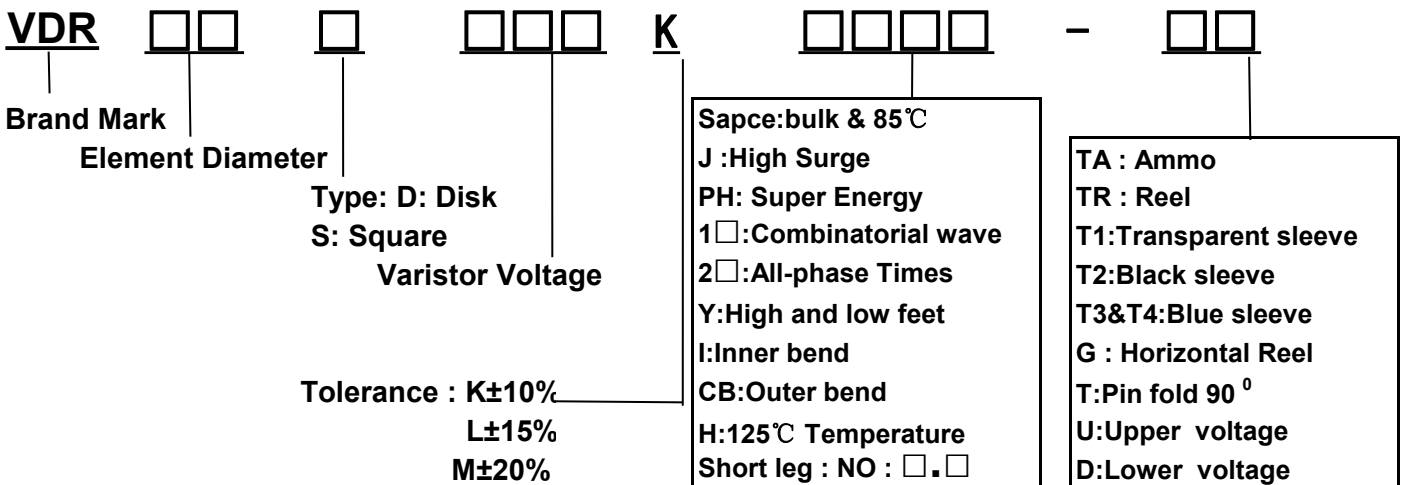 VDR □□ □ □□□ K □□□□ - □□
Brand Mark
Element Diameter
Type: D: Disk
S: Square
Varistor Voltage
Tolerance : K±10%
L±15%
M±20%
Sapce:bulk & 85℃
J :High Surge
PH: Super Energy
1□:Combinatorial wave
2□:All-phase Times
Y:High and low feet
I:Inner bend
CB:Outer bend
H:125℃ Temperature
Short leg : NO : □.□
TA : Ammo
TR : Reel
T1:Transparent sleeve
T2:Black sleeve
T3&T4:Blue sleeve
G : Horizontal Reel
T:Pin fold 90 ⁰
U:Upper voltage
D:Lower voltage